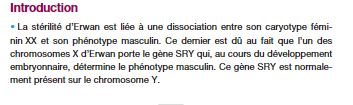 Introduction
• La stérilité d'Erwan est liée à une dissociation entre son caryotype fémi-
nin XX et son phénotype masculin. Ce dernier est dû au fait que l'un des
chromosomes X d'Erwan porte le gène SRY qui, au cours du développement
embryonnaire, détermine le phénotype masculin. Ce gène SRY est normale-
ment présent sur le chromosome Y.